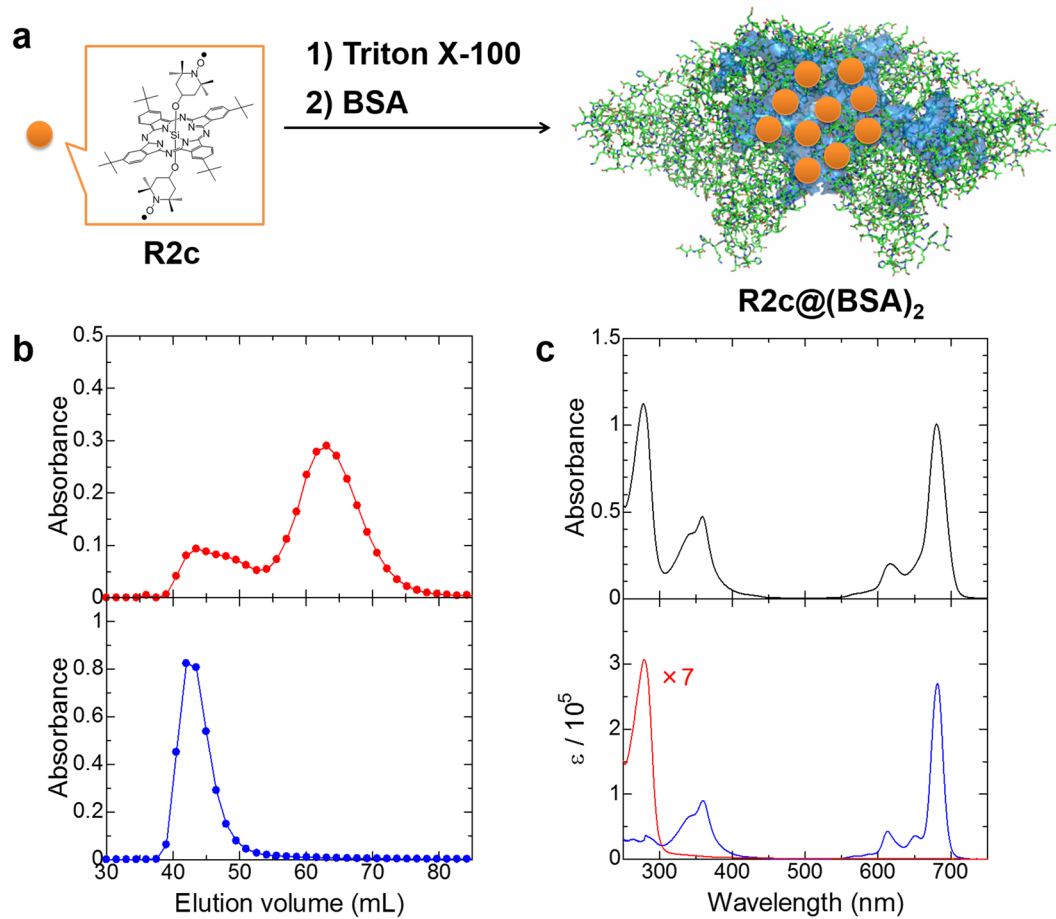 a
1) Triton X-100
2) BSA
R2c
R2c@(BSA)₂
b
0.5
0.4
0.3
0.2
0.1
0
Absorbance
1
0.8
0.6
0.4
0.2
0
Absorbance
30 40 50 60 70 80
Elution volume (mL)
c
1.5
1
0.5
0
Absorbance
× 7
3
2
1
0
ε / 10⁵
300 400 500 600 700
Wavelength (nm)